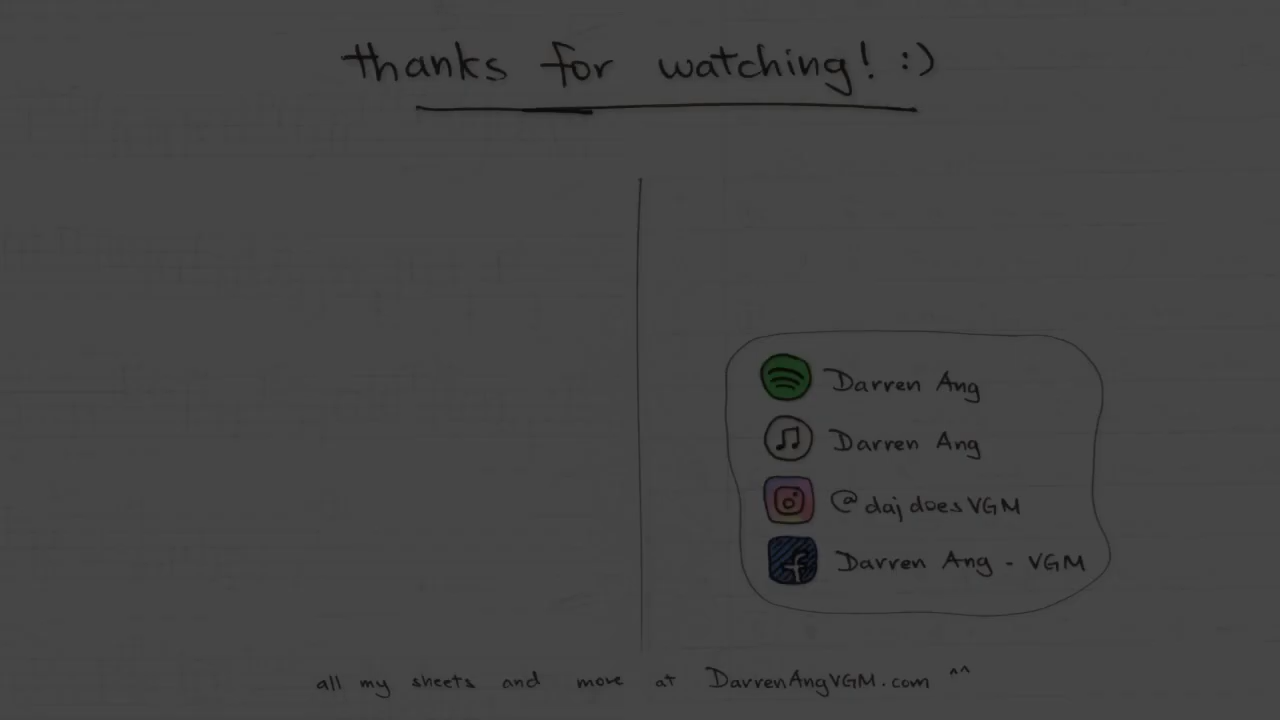 thanks for watching! :)
Darren Ang
Darren Ang
@dajdoesVGM
Darren Ang - VGM
all my sheets and more at DarrenAngVGM.com ^^